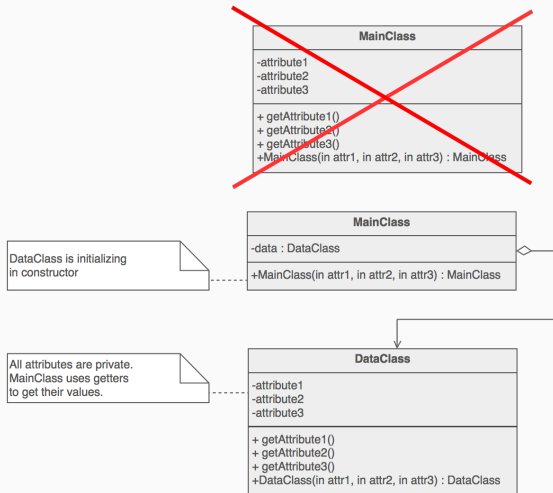 MainClass
-attribute1
-attribute2
-attribute3
+ getAttribute1()
+ getAttribute2()
+ getAttribute3()
+MainClass(in attr1, in attr2, in attr3) : MainClass
MainClass
-data : DataClass
+MainClass(in attr1, in attr2, in attr3) : MainClass
DataClass is initializing
in constructor
All attributes are private.
MainClass uses getters
to get their values.
DataClass
-attribute1
-attribute2
-attribute3
+ getAttribute1()
+ getAttribute2()
+ getAttribute3()
+DataClass(in attr1, in attr2, in attr3) : DataClass